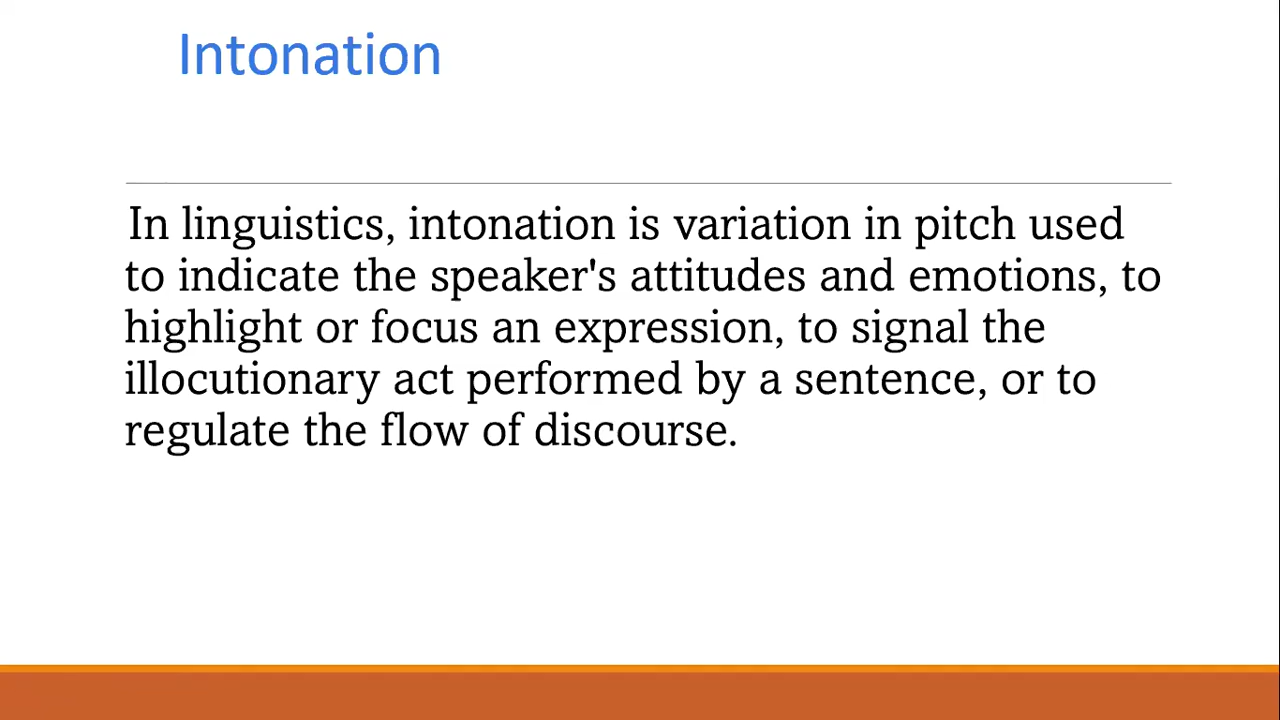 Intonation
In linguistics, intonation is variation in pitch used
to indicate the speaker's attitudes and emotions, to
highlight or focus an expression, to signal the
illocutionary act performed by a sentence, or to
regulate the flow of discourse.